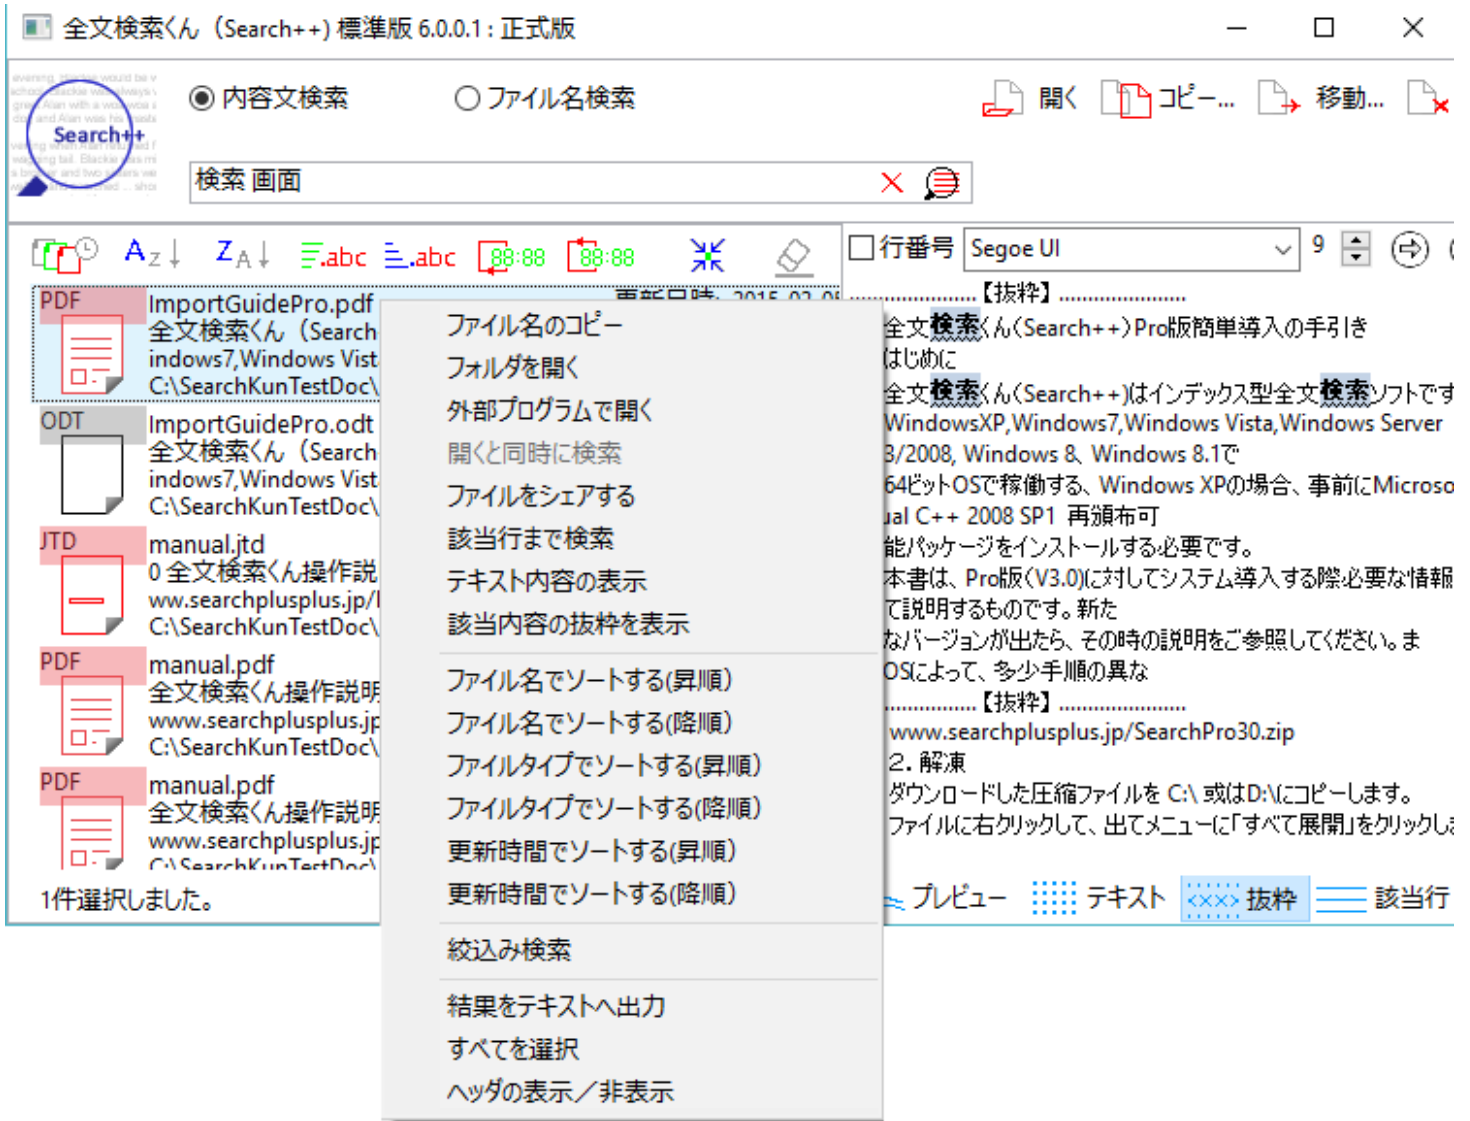 全文検索くん（Search++) 標準版 6.0.0.1 : 正式版
Search++
内容文検索
ファイル名検索
開く
コピー...
移動...
検索 画面
AZ↓
ZA↓
.abc
.abc
88:88
88:88
行番号
Segoe UI
9
PDF
ImportGuidePro.pdf
全文検索くん（Search
indows7,Windows Vist
C:\SearchKunTestDoc\
ODT
ImportGuidePro.odt
全文検索くん（Search
indows7,Windows Vist
C:\SearchKunTestDoc\
JTD
manual.jtd
0 全文検索くん操作説
ww.searchplusplus.jp/
C:\SearchKunTestDoc\
PDF
manual.pdf
全文検索くん操作説明
www.searchplusplus.jp
C:\SearchKunTestDoc\
PDF
manual.pdf
全文検索くん操作説明
www.searchplusplus.jp
C:\SearchKunTestDoc\
1件選択しました。
ファイル名のコピー
フォルダを開く
外部プログラムで開く
開くと同時に検索
ファイルをシェアする
該当行まで検索
テキスト内容の表示
該当内容の抜粋を表示
ファイル名でソートする(昇順)
ファイル名でソートする(降順)
ファイルタイプでソートする(昇順)
ファイルタイプでソートする(降順)
更新時間でソートする(昇順)
更新時間でソートする(降順)
絞込み検索
結果をテキストへ出力
すべてを選択
ヘッダの表示／非表示
......................【抜粋】......................
全文検索くん（Search++）Pro版簡単導入の手引き
はじめに
全文検索くん（Search++)はインデックス型全文検索ソフトです
WindowsXP,Windows7,Windows Vista,Windows Server
3/2008, Windows 8、Windows 8.1で
64ビットOSで稼働する、Windows XPの場合、事前にMicroso
ual C++ 2008 SP1 再頒布可
能パッケージをインストールする必要です。
本書は、Pro版（V3.0)に対してシステム導入する際必要な情報
て説明するものです。新た
なバージョンが出たら、その時の説明をご参照してください。ま
OSによって、多少手順の異な
................【抜粋】......................
www.searchplusplus.jp/SearchPro30.zip
２. 解凍
ダウンロードした圧縮ファイルを C:\ 或はD:\にコピーします。
ファイルに右クリックして、出てメニューに「すべて展開」をクリックしま
プレビュー
テキスト
抜粋
該当行